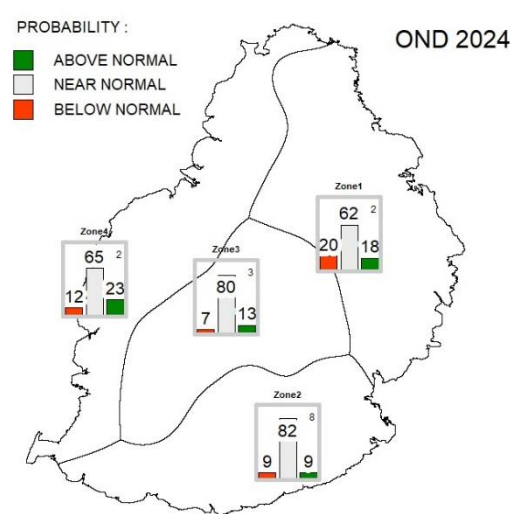 PROBABILITY :
OND 2024
ABOVE NORMAL
NEAR NORMAL
BELOW NORMAL
Zone1
62 2
20 18
Zone4
65 2
12 23
Zone3
3
80
7 13
Zone2
8
82
9 9